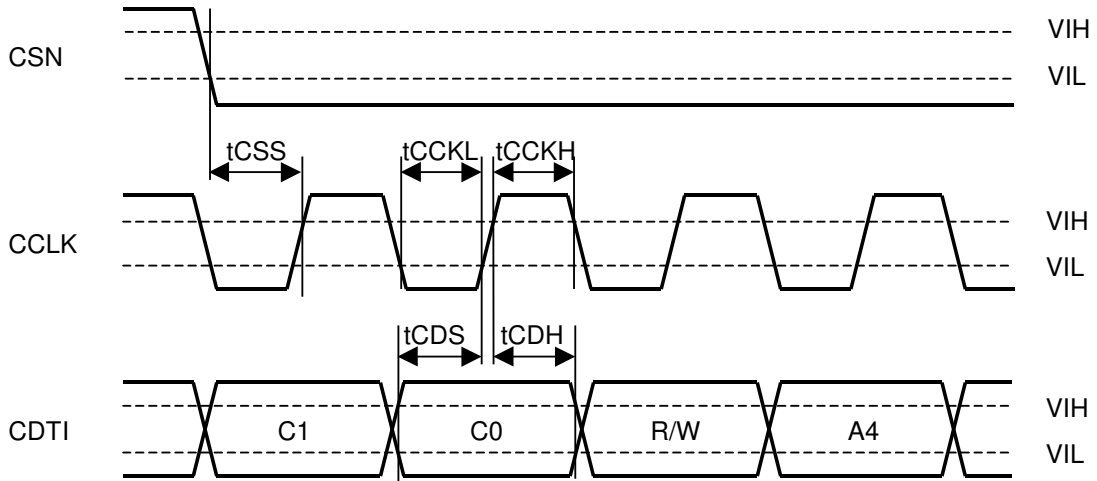 CSN
VIH
VIL
tCSS
tCCKL
tCCKH
CCLK
VIH
VIL
tCDS
tCDH
CDTI
C1
C0
R/W
A4
VIH
VIL